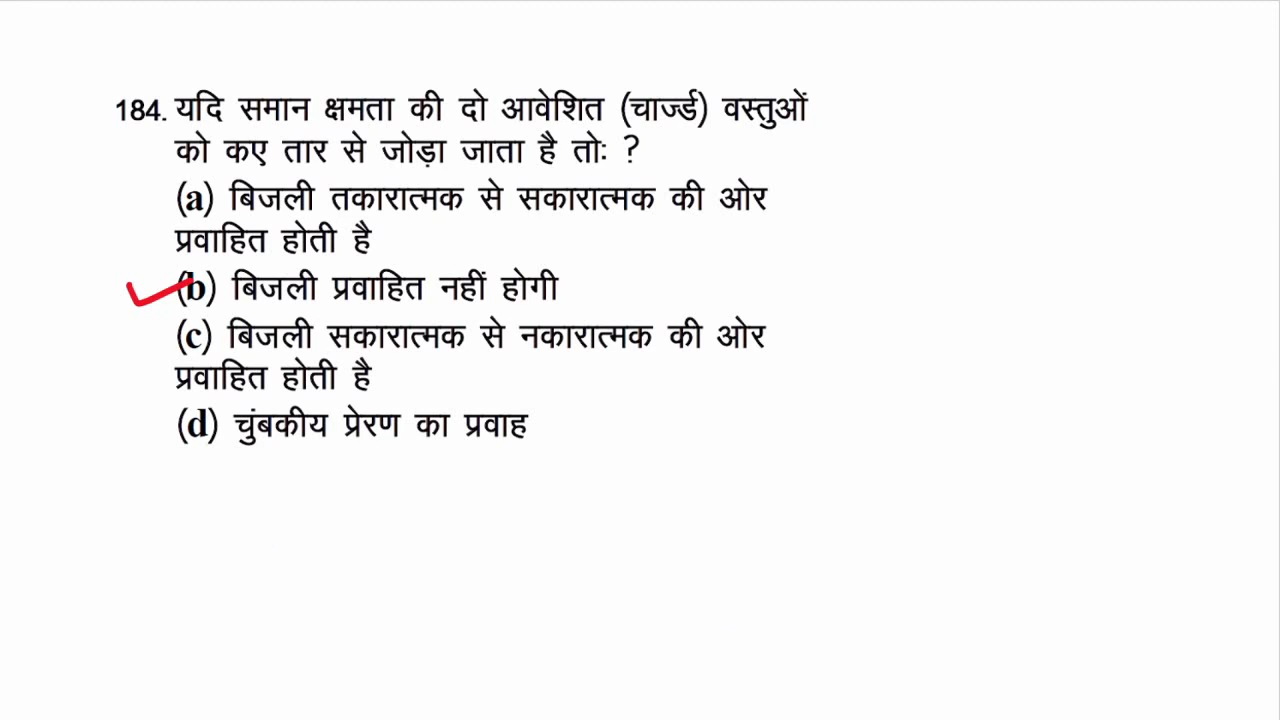 184. यदि समान क्षमता की दो आवेशित (चार्ज्ड) वस्तुओं
को कए तार से जोड़ा जाता है तोः ?
(a) बिजली तकारात्मक से सकारात्मक की ओर
प्रवाहित होती है
(b) बिजली प्रवाहित नहीं होगी
(c) बिजली सकारात्मक से नकारात्मक की ओर
प्रवाहित होती है
(d) चुंबकीय प्रेरण का प्रवाह